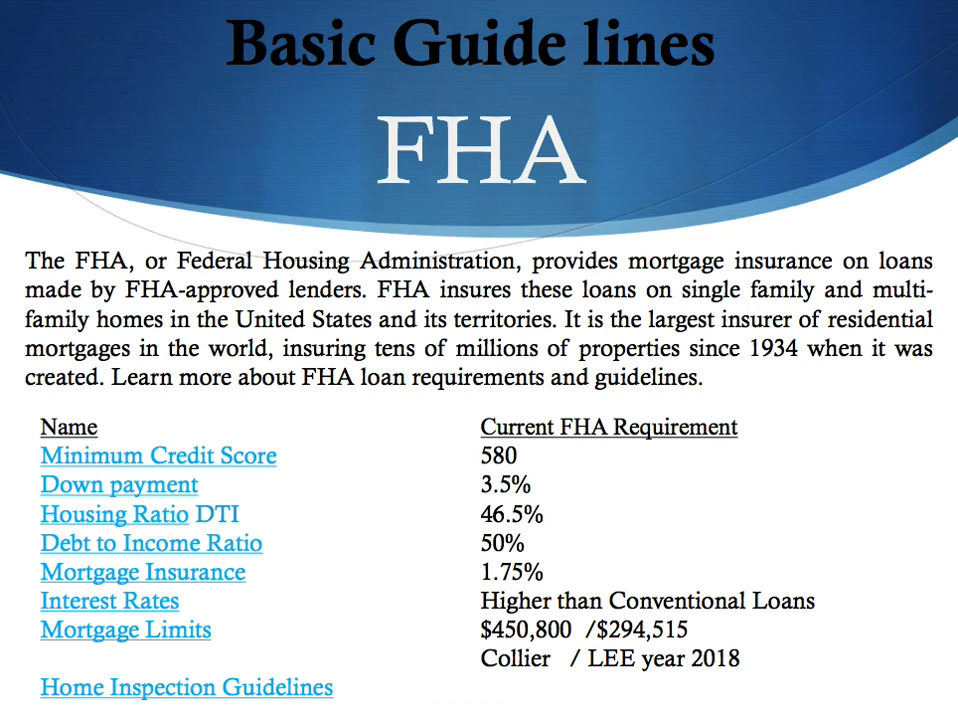 Basic Guide lines
FHA
The FHA, or Federal Housing Administration, provides mortgage insurance on loans
made by FHA-approved lenders. FHA insures these loans on single family and multi-
family homes in the United States and its territories. It is the largest insurer of residential
mortgages in the world, insuring tens of millions of properties since 1934 when it was
created. Learn more about FHA loan requirements and guidelines.
Name Current FHA Requirement
Minimum Credit Score 580
Down payment 3.5%
Housing Ratio DTI 46.5%
Debt to Income Ratio 50%
Mortgage Insurance 1.75%
Interest Rates Higher than Conventional Loans
Mortgage Limits $450,800 /$294,515
Collier / LEE year 2018
Home Inspection Guidelines